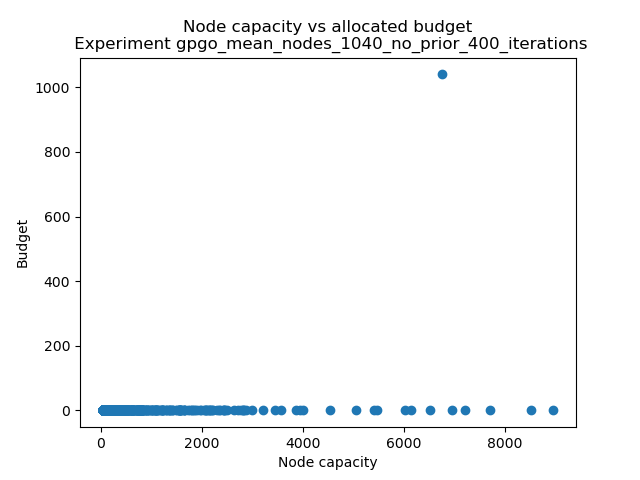 Node capacity vs allocated budget
Experiment gpgo_mean_nodes_1040_no_prior_400_iterations
1000
800
600
400
200
0
Budget
0 2000 4000 6000 8000
Node capacity